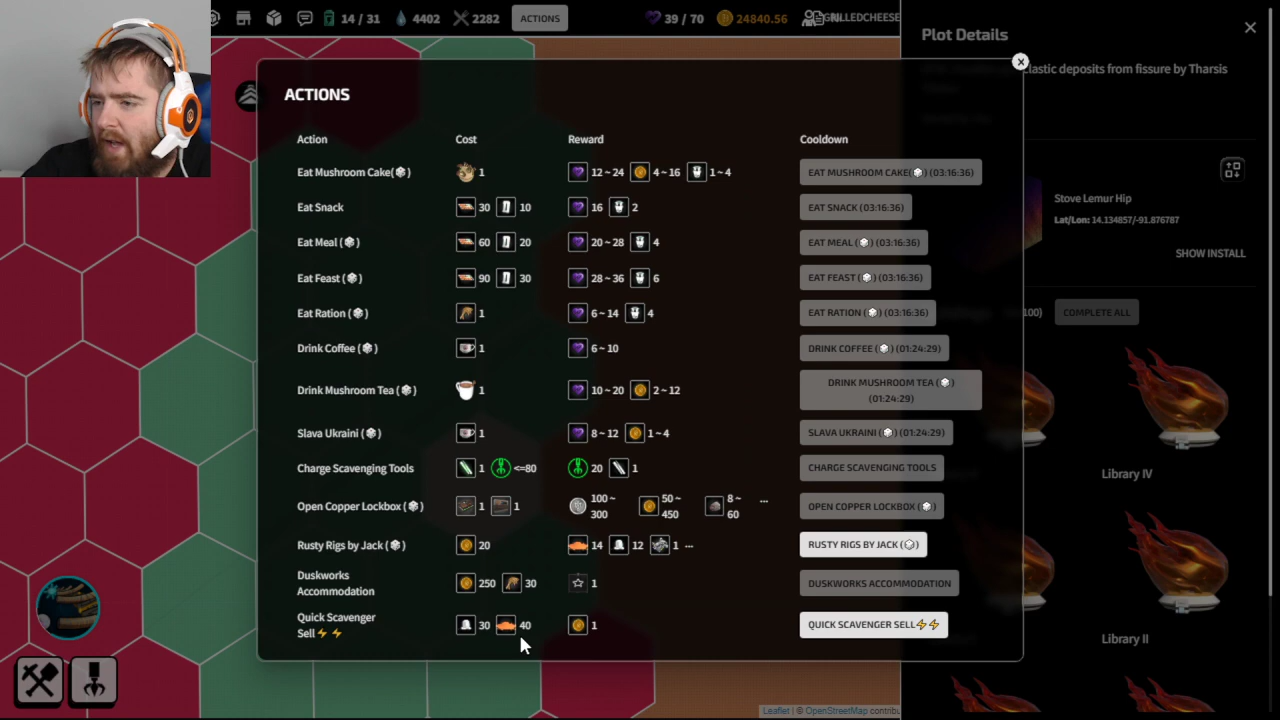 14 / 31 4402 2282 ACTIONS 39 / 70 24840.56
Plot Details
lastic deposits from fissure by Tharsis
ACTIONS
Action Cost Reward Cooldown
Eat Mushroom Cake( ) 1 12 ~ 24 4 ~ 16 1 ~ 4 EAT MUSHROOM CAKE( ) (03:16:36)
Eat Snack 30 10 16 2 EAT SNACK (03:16:36)
Stove Lemur Hip
Lat/Lon: 14.134857/-91.876787
Eat Meal ( ) 60 20 20 ~ 28 4 EAT MEAL ( ) (03:16:36)
SHOW INSTALL
Eat Feast ( ) 90 30 28 ~ 36 6 EAT FEAST ( ) (03:16:36)
Eat Ration ( ) 1 6 ~ 14 4 EAT RATION ( ) (03:16:36)
100) COMPLETE ALL
Drink Coffee ( ) 1 6 ~ 10 DRINK COFFEE ( ) (01:24:29)
Drink Mushroom Tea ( ) 1 10 ~ 20 2 ~ 12 DRINK MUSHROOM TEA ( )
(01:24:29)
Slava Ukraini ( ) 1 8 ~ 12 1 ~ 4 SLAVA UKRAINI ( ) (01:24:29)
Charge Scavenging Tools 1 <=80 20 1 CHARGE SCAVENGING TOOLS
Library IV
Open Copper Lockbox ( ) 1 1 100 ~ 50 ~ 8 ~ ... OPEN COPPER LOCKBOX ( )
300 450 60
Rusty Rigs by Jack ( ) 20 14 12 1 ... RUSTY RIGS BY JACK ( )
Duskworks
Accommodation 250 30 1 DUSKWORKS ACCOMMODATION
Quick Scavenger
Sell⚡⚡ 30 40 1 QUICK SCAVENGER SELL⚡⚡
Library II
Leaflet | © OpenStreetMap contribu